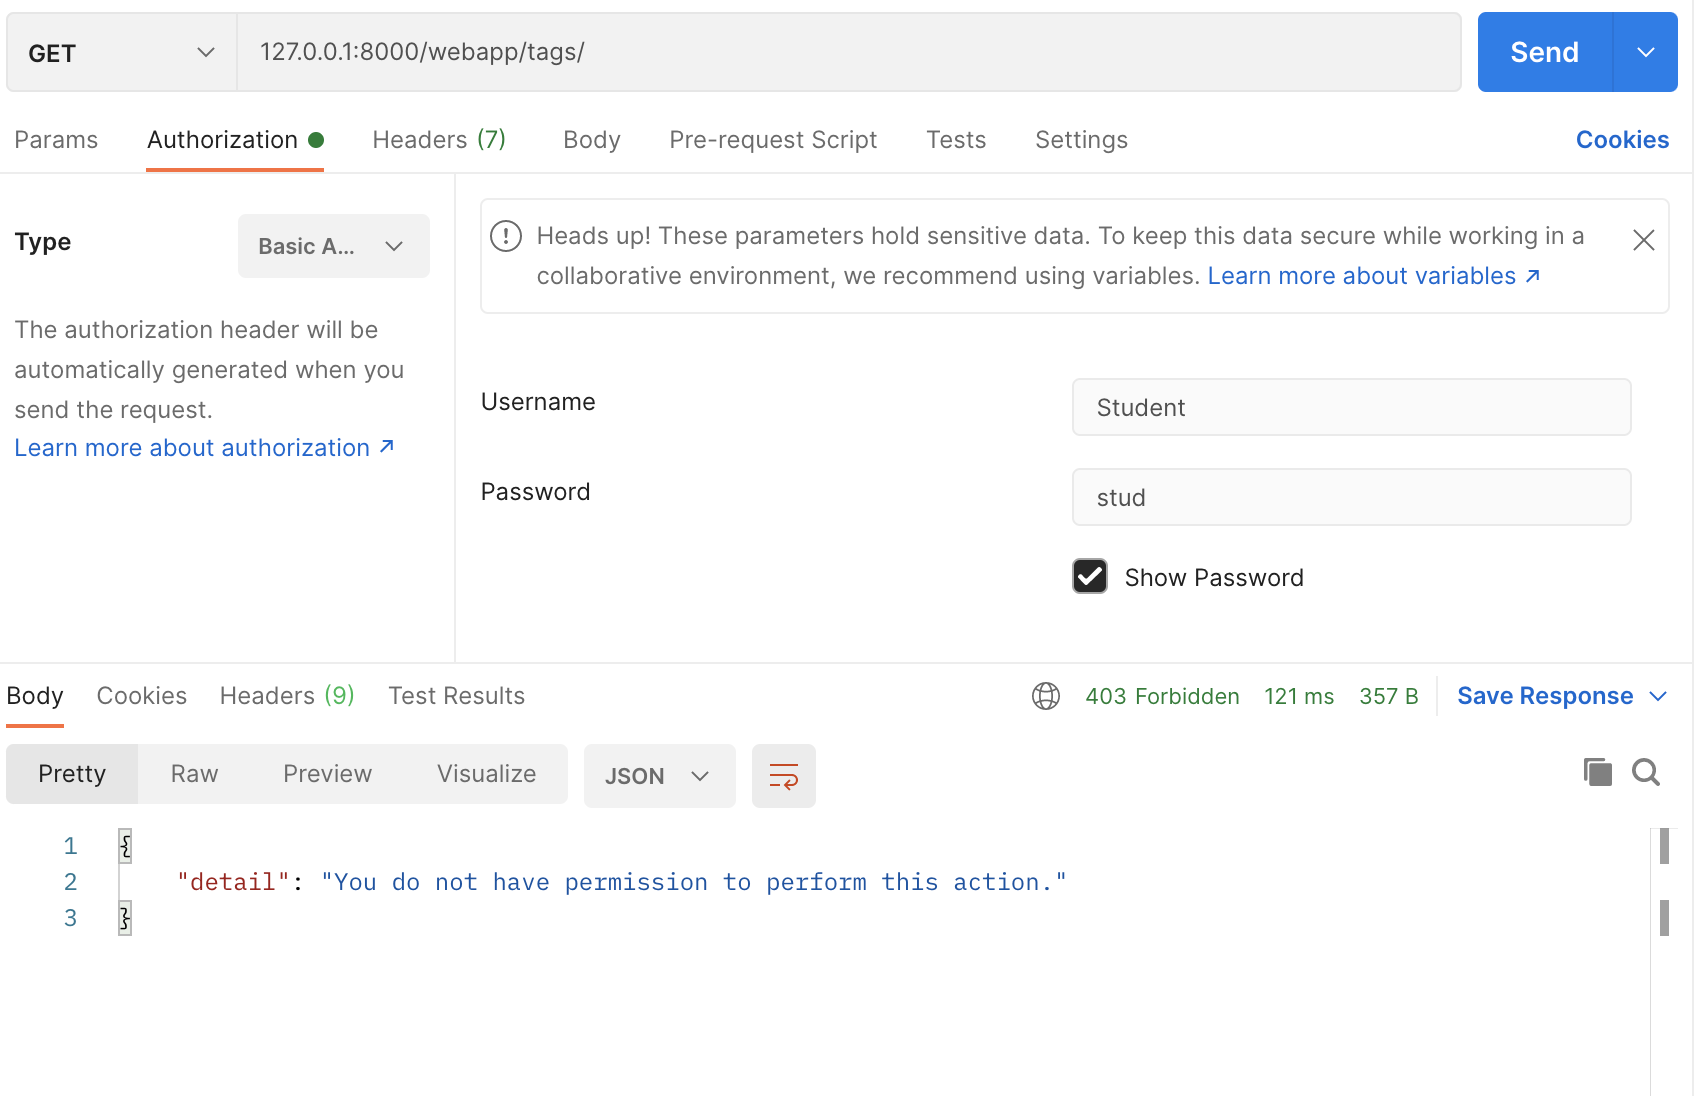 GET 127.0.0.1:8000/webapp/tags/ Send
Params Authorization Headers (7) Body Pre-request Script Tests Settings Cookies
Type Basic A...
The authorization header will be
automatically generated when you
send the request.
Learn more about authorization ↗
Heads up! These parameters hold sensitive data. To keep this data secure while working in a
collaborative environment, we recommend using variables. Learn more about variables ↗
Username Student
Password stud
Show Password
Body Cookies Headers (9) Test Results 403 Forbidden 121 ms 357 B Save Response
Pretty Raw Preview Visualize JSON
1 {
2 "detail": "You do not have permission to perform this action."
3 }